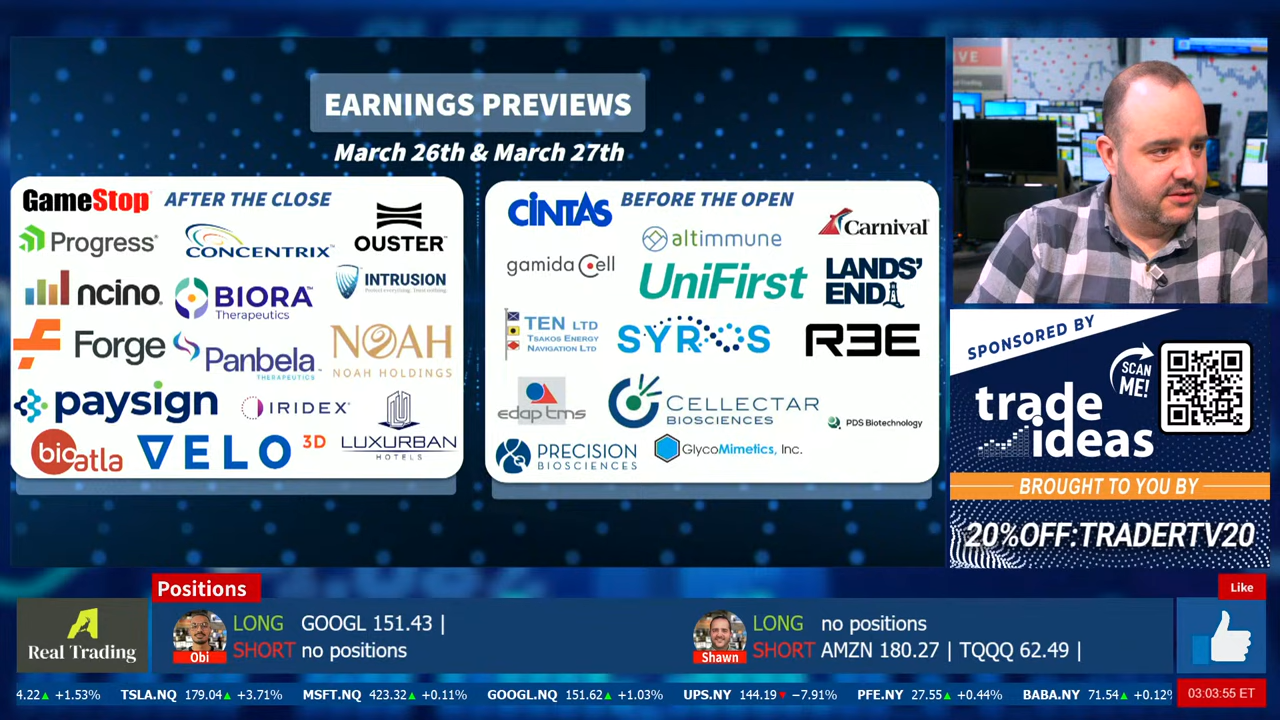 EARNINGS PREVIEWS
March 26th & March 27th
GameStop
AFTER THE CLOSE
Progress®
CONCENTRIX™
OUSTER™
ncino.
BIORA™
Therapeutics
INTRUSION
Forge
Panbela™
THERAPEUTICS
NOAH
NOAH HOLDINGS
paysign
IRIDEX®
bioatla
VELO 3D
LUXURBAN
HOTELS
CINTAS
BEFORE THE OPEN
Carnival
altimmune
gamida Cell
UniFirst
LANDS'
END
TEN LTD
TSAKOS ENERGY
NAVIGATION LTD
SYROS
REE
edap tms
CELLECTAR
BIOSCIENCES
PDS Biotechnology
PRECISION
BIOSCIENCES
GlycoMimetics, Inc.
LIVE
SPONSORED BY
SCAN
ME!
trade
ideas
BROUGHT TO YOU BY
20%OFF:TRADERTV20
Positions
Like
Real Trading
Obi
LONG GOOGL 151.43 |
SHORT no positions
Shawn
LONG no positions
SHORT AMZN 180.27 | TQQQ 62.49 |
4.22▲ +1.53% TSLA.NQ 179.04▲ +3.71% MSFT.NQ 423.32▲ +0.11% GOOGL.NQ 151.62▲ +1.03% UPS.NY 144.19▼ −7.91% PFE.NY 27.55▲ +0.44% BABA.NY 71.54▲ +0.12%
03:03:55 ET